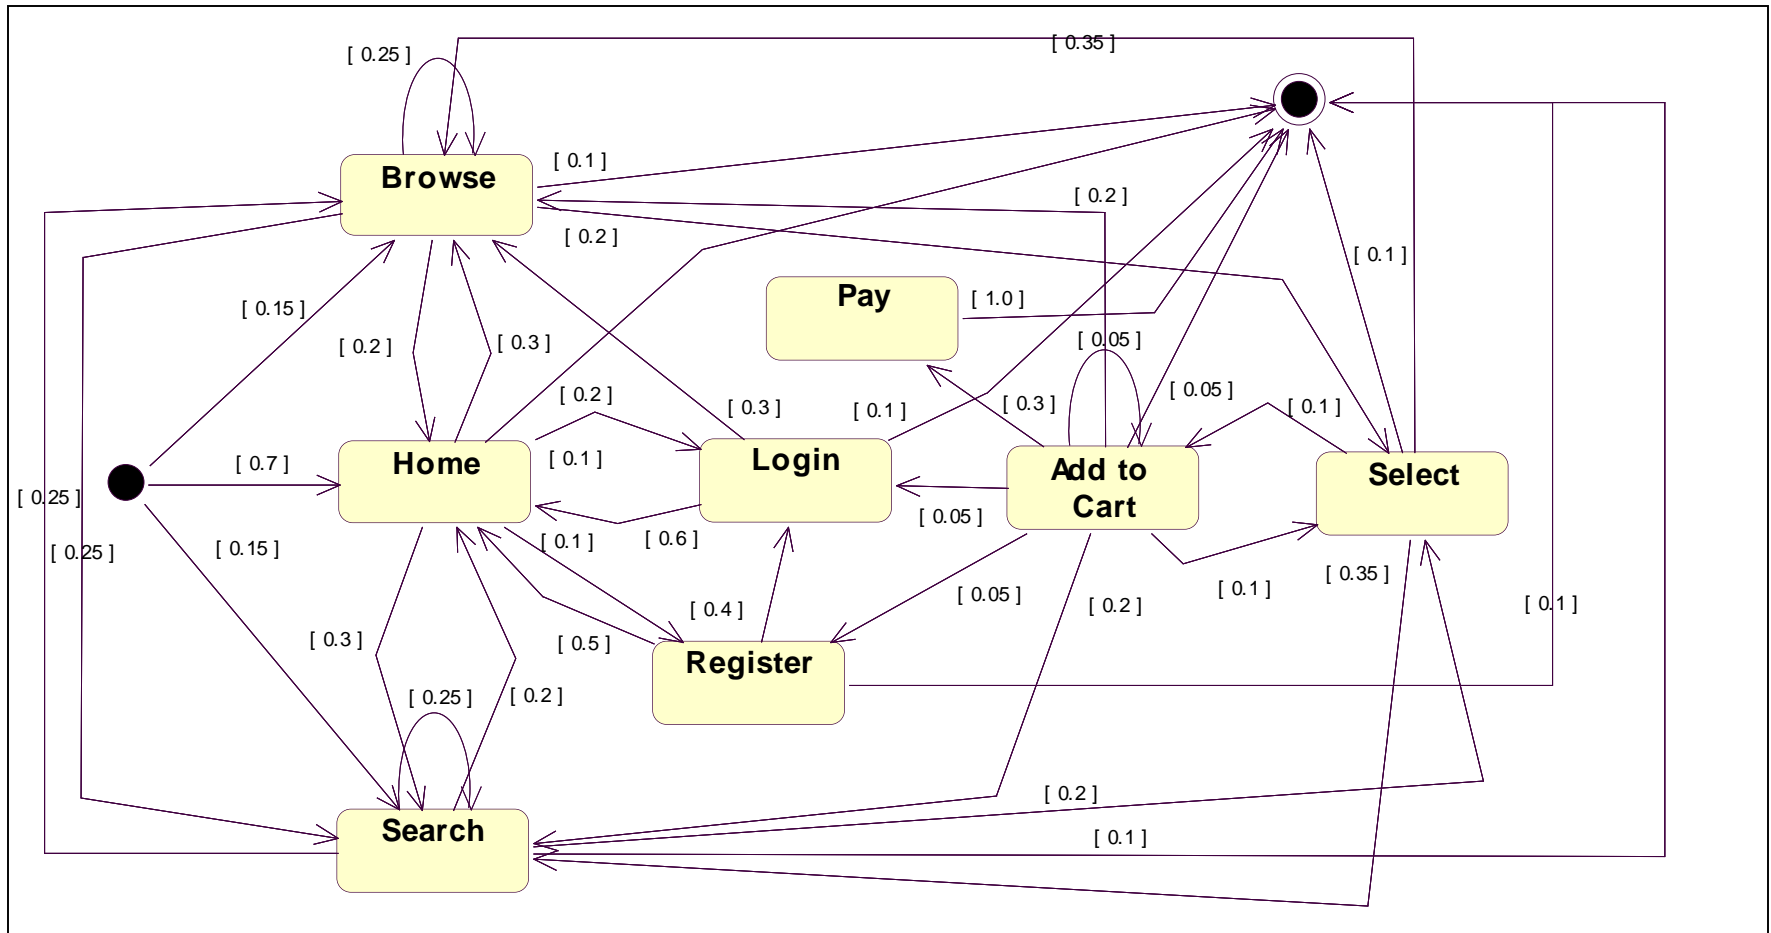 [ 0.35 ]
[ 0.25 ]
[ 0.1 ]
Browse
[ 0.2 ]
[ 0.2 ]
[ 0.1 ]
Pay
[ 1.0 ]
[ 0.15 ]
[ 0.2 ]
[ 0.3 ]
[ 0.05 ]
[ 0.2 ]
[ 0.05 ]
[ 0.3 ]
[ 0.1 ]
[ 0.3 ]
[ 0.1 ]
[ 0.7 ]
Home
[ 0.1 ]
Login
Add to
Cart
Select
[ 0.25 ]
[ 0.05 ]
[ 0.25 ]
[ 0.15 ]
[ 0.1 ]
[ 0.6 ]
[ 0.35 ]
[ 0.1 ]
[ 0.05 ]
[ 0.2 ]
[ 0.1 ]
[ 0.4 ]
[ 0.3 ]
[ 0.5 ]
Register
[ 0.25 ]
[ 0.2 ]
[ 0.2 ]
Search
[ 0.1 ]